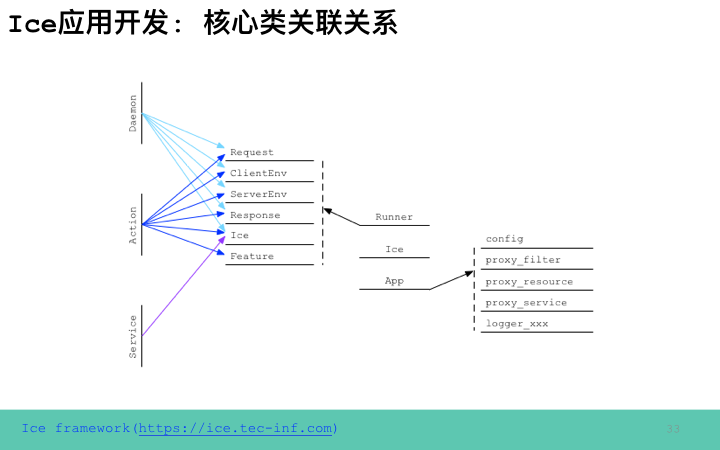 Ice应用开发: 核心类关联关系
Daemon
Action
Service
Request
ClientEnv
ServerEnv
Response
Ice
Feature
Runner
Ice
App
config
proxy_filter
proxy_resource
proxy_service
logger_xxx
Ice framework(https://ice.tec-inf.com)
33